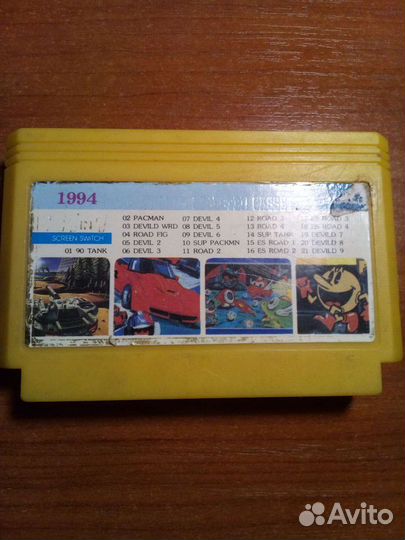 1994
SCREEN SWITCH
01 90 TANK
02 PACMAN
03 DEVILD WRD
04 ROAD FIG
05 DEVIL 2
06 DEVIL 3
07 DEVIL 4
08 DEVIL 5
09 DEVIL 6
10 SUP PACKMN
11 ROAD 2
12 ROAD 3
13 ROAD 4
14 SUP TANK
15 ES ROAD 1
16 ES ROAD 2
ES ROAD 3
ES ROAD 4
DEVILD 7
20 DEVILD 8
21 DEVILD 9
Avito